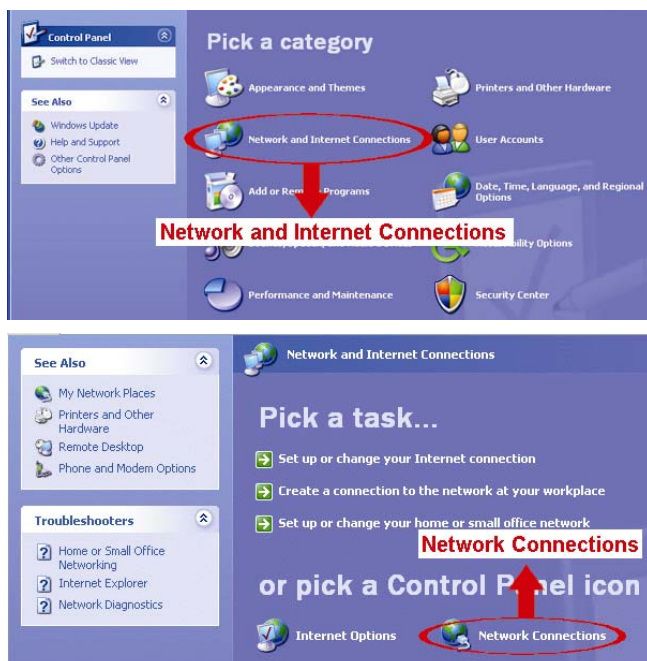 Control Panel
Switch to Classic View
See Also
Windows Update
Help and Support
Other Control Panel
Options
Pick a category
Appearance and Themes
Printers and Other Hardware
Network and Internet Connections
User Accounts
Add or Programs
Date, Time, Language, and Regional
Options
Network and Internet Connections
Options
Performance and Maintenance
Security Center
See Also
My Network Places
Printers and Other
Hardware
Remote Desktop
Phone and Modem Options
Troubleshooters
Home or Small Office
Networking
Internet Explorer
Network Diagnostics
Network and Internet Connections
Pick a task...
Set up or change your Internet connection
Create a connection to the network at your workplace
Set up or change your home or small office network
Network Connections
or pick a Control icon
Internet Options
Network Connections